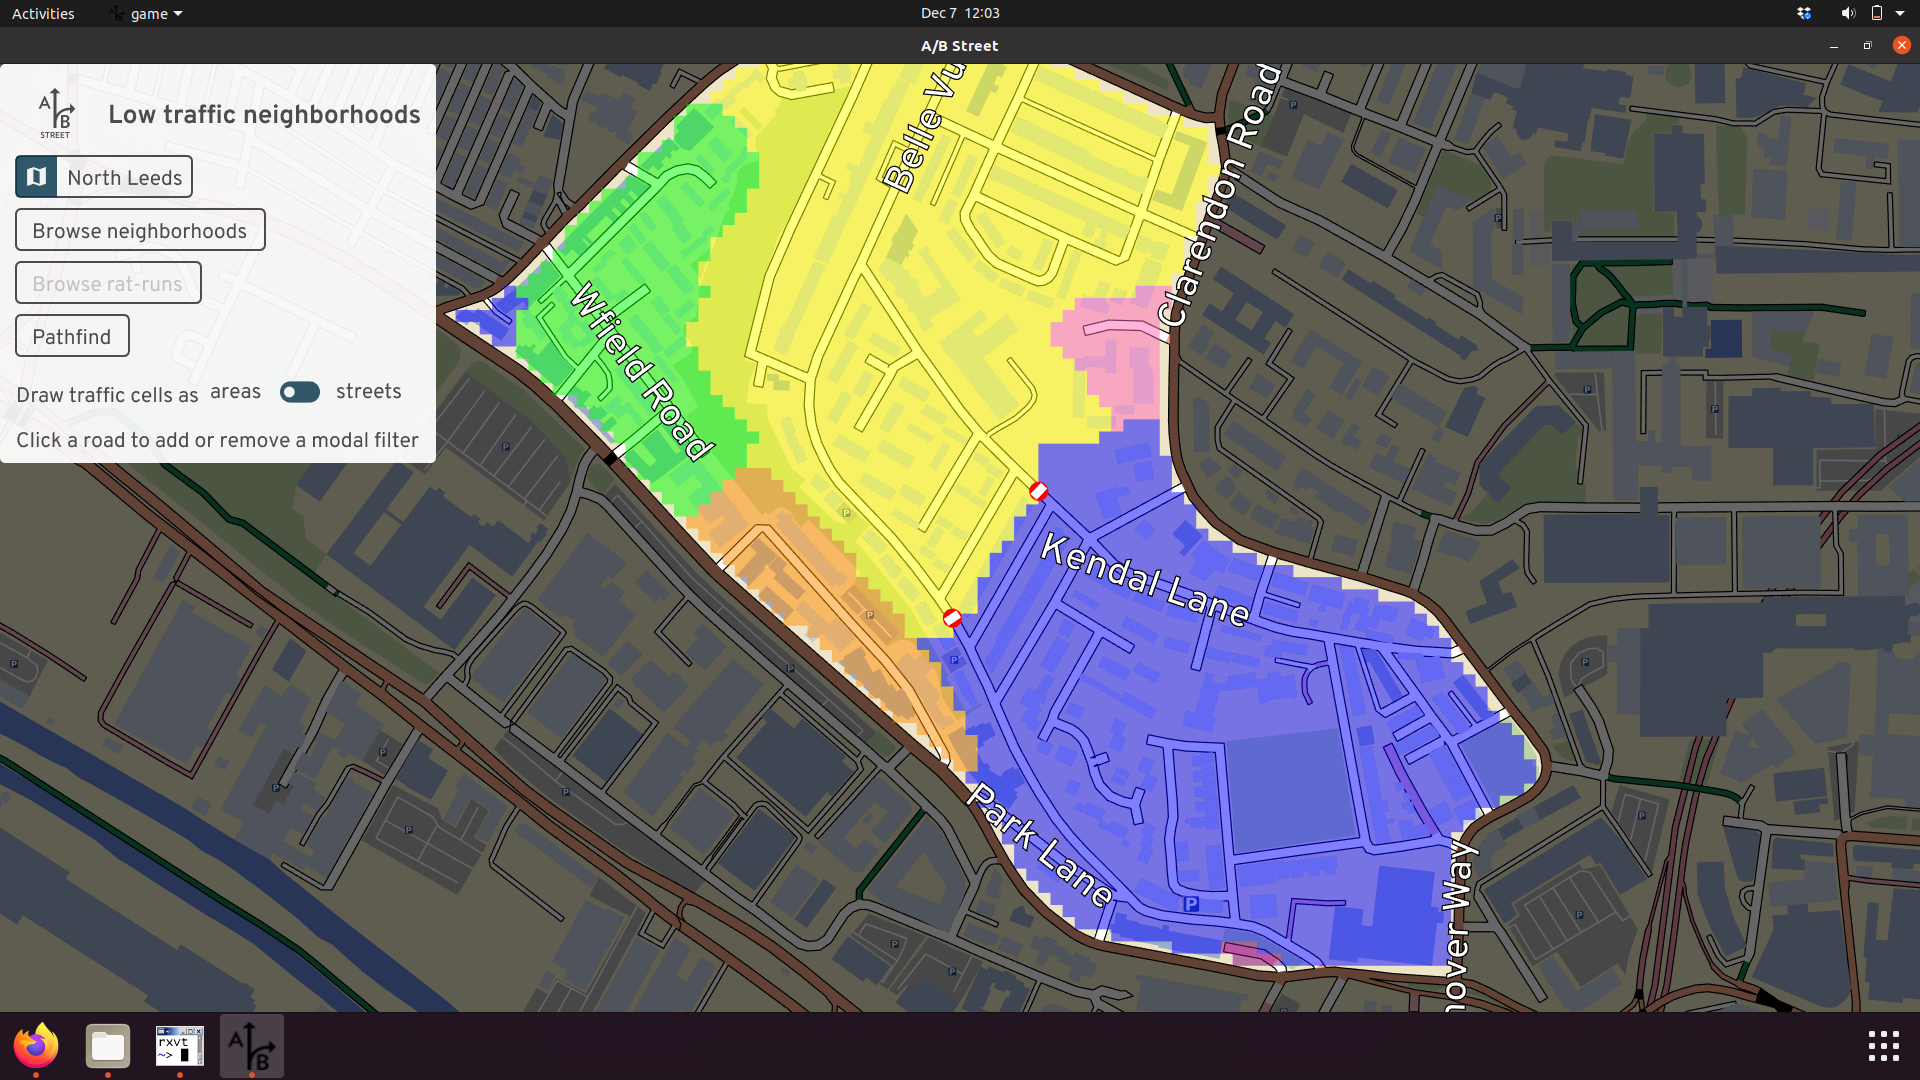 Activities
game
Dec 7 12:03
A/B Street
A
B
STREET
Low traffic neighborhoods
North Leeds
Browse neighborhoods
Browse rat-runs
Pathfind
Draw traffic cells as areas streets
Click a road to add or remove a modal filter
Belle Vu
Clarendon Road
W'field Road
Kendal Lane
Park Lane
nover Way
P
rxvt
~>
A
B